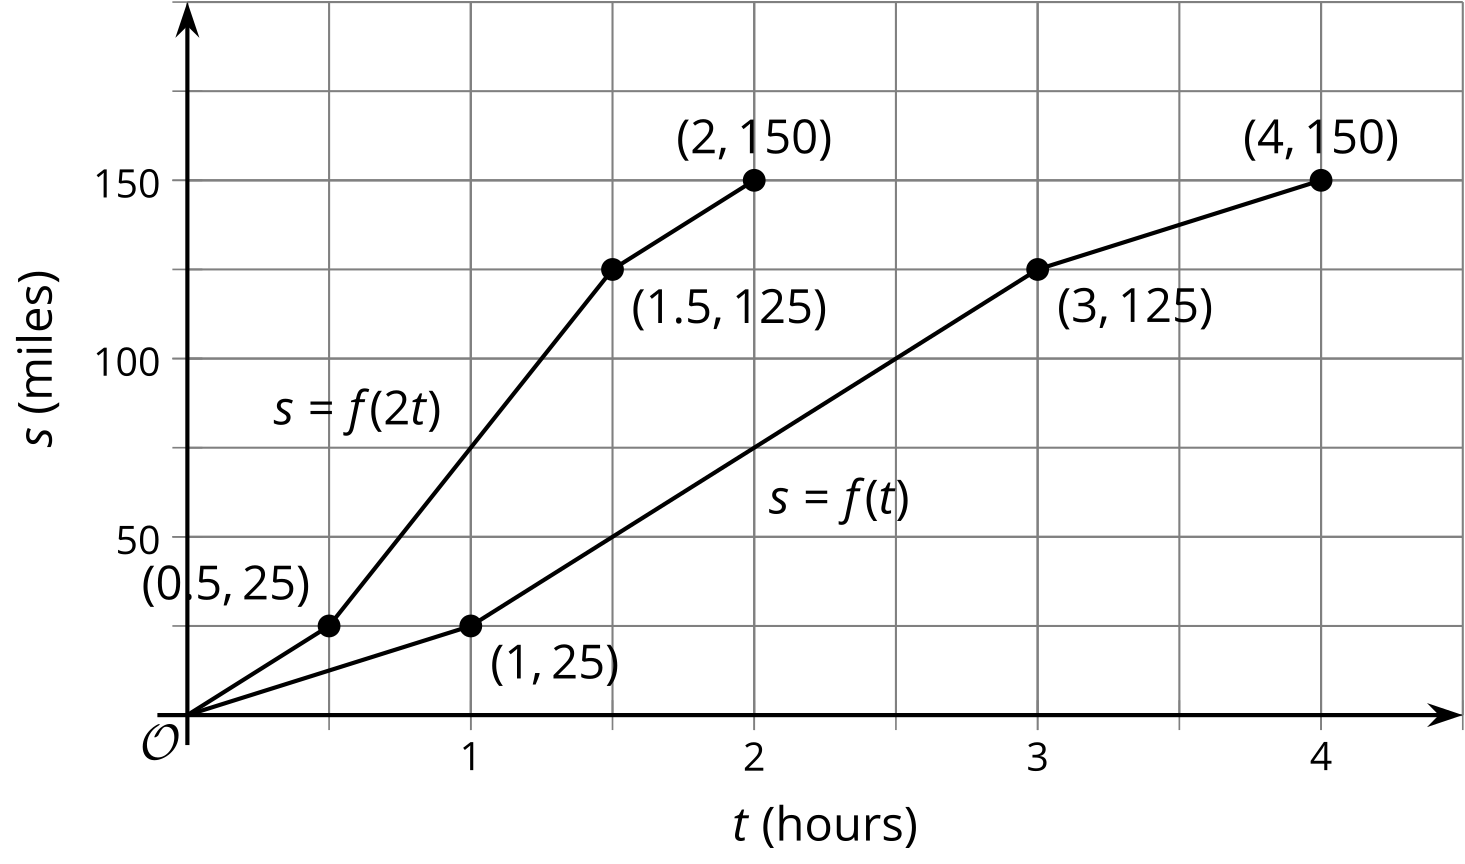 (2, 150)
(4, 150)
150
(1.5, 125)
(3, 125)
s (miles)
100
s = f(2t)
s = f(t)
50
(0.5, 25)
(1, 25)
O
1
2
3
4
t (hours)